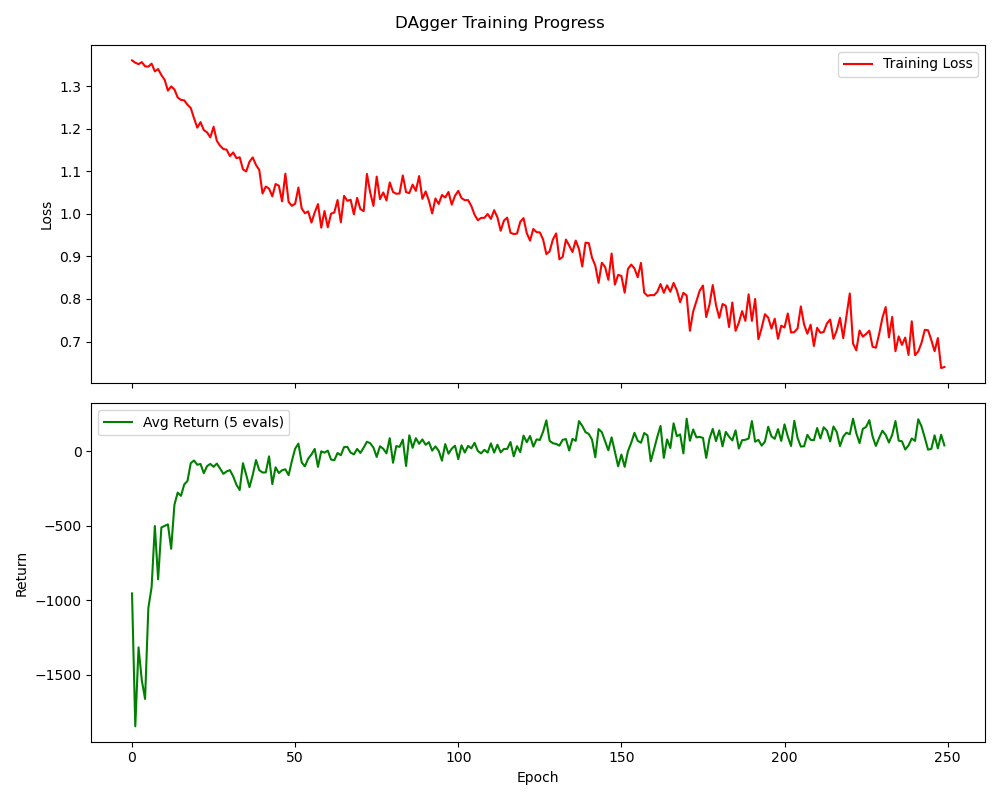 DAgger Training Progress
Training Loss
1.3
1.2
1.1
1.0
0.9
0.8
0.7
Loss
Avg Return (5 evals)
0
−500
−1000
−1500
Return
0
50
100
150
200
250
Epoch